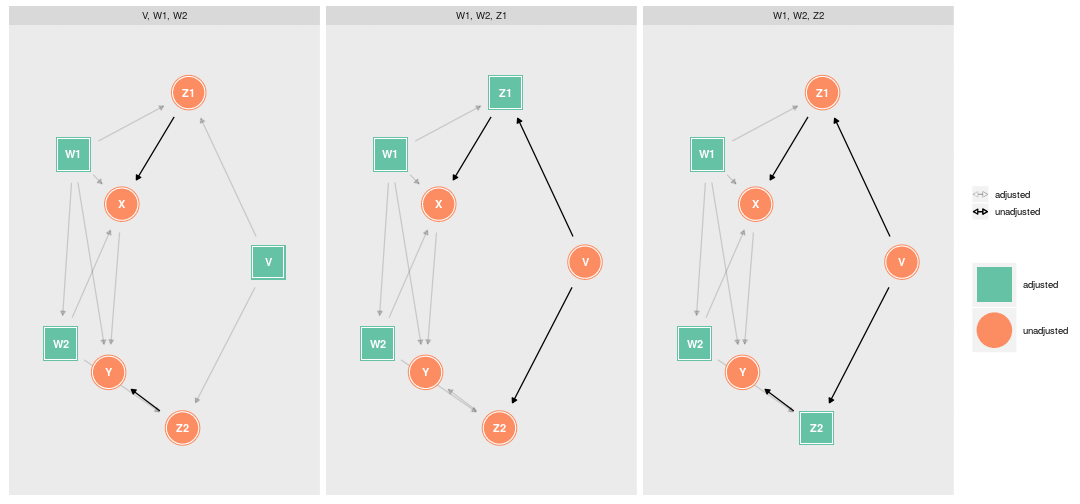 V, W1, W2
W1, W2, Z1
W1, W2, Z2
Z1
W1
X
V
W2
Y
Z2
Z1
W1
X
V
W2
Y
Z2
Z1
W1
X
V
W2
Y
Z2
adjusted
unadjusted
adjusted
unadjusted